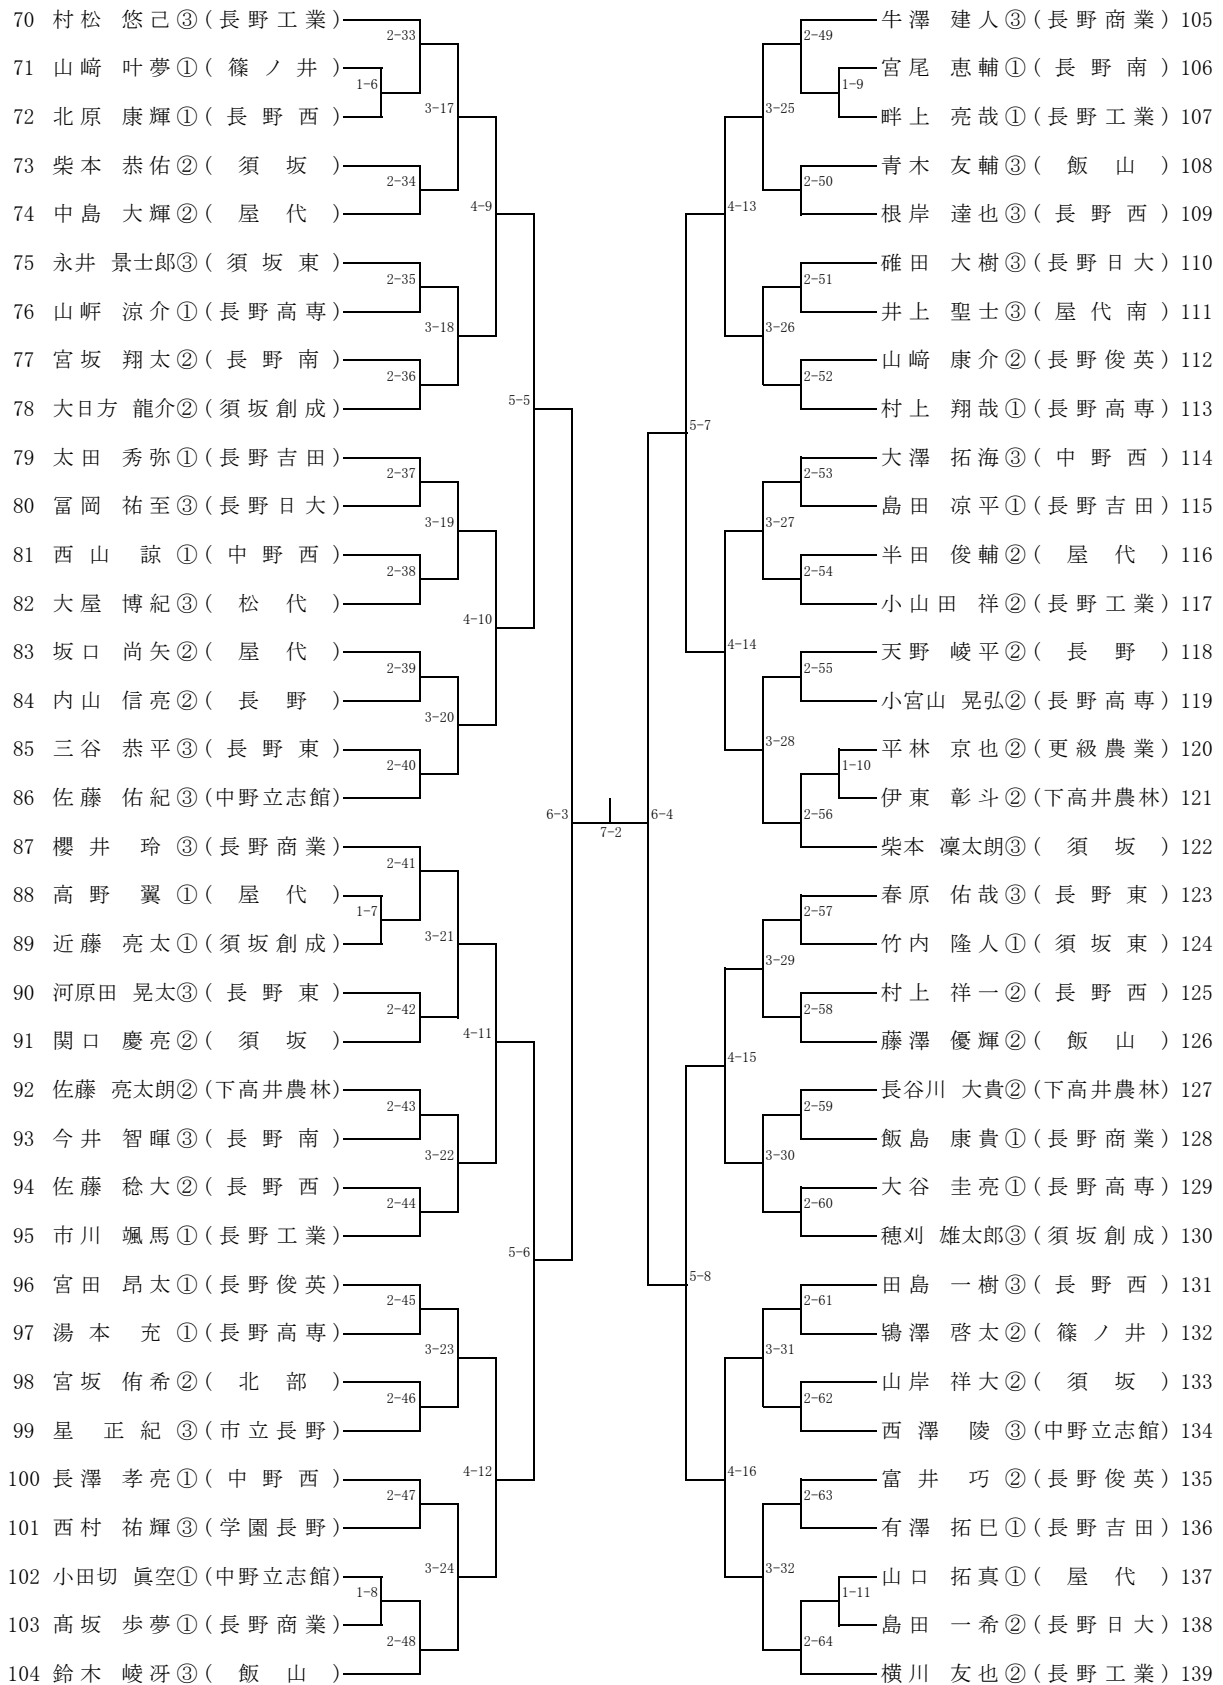 70 村松 悠己③(長野工業)
2-33
71 山﨑 叶夢①(篠ノ井)
1-6
72 北原 康輝①(長野西)
3-17
73 柴本 恭佑②(須坂)
2-34
74 中島 大輝②(屋代)
4-9
75 永井 景士郎③(須坂東)
2-35
76 山岍 涼介①(長野高専)
3-18
77 宮坂 翔太②(長野南)
2-36
78 大日方 龍介②(須坂創成)
5-5
79 太田 秀弥①(長野吉田)
2-37
80 冨岡 祐至③(長野日大)
3-19
81 西山 諒①(中野西)
2-38
82 大屋 博紀③(松代)
4-10
83 坂口 尚矢②(屋代)
2-39
84 内山 信亮②(長野)
3-20
85 三谷 恭平③(長野東)
2-40
86 佐藤 佑紀③(中野立志館)
6-3
87 櫻井 玲③(長野商業)
2-41
88 高野 翼①(屋代)
1-7
89 近藤 亮太①(須坂創成)
3-21
90 河原田 晃太③(長野東)
2-42
91 関口 慶亮②(須坂)
4-11
92 佐藤 亮太朗②(下高井農林)
2-43
93 今井 智暉③(長野南)
3-22
94 佐藤 稔大②(長野西)
2-44
95 市川 颯馬①(長野工業)
5-6
96 宮田 昂太①(長野俊英)
2-45
97 湯本 充①(長野高専)
3-23
98 宮坂 侑希②(北部)
2-46
99 星 正紀③(市立長野)
4-12
100 長澤 孝亮①(中野西)
2-47
101 西村 祐輝③(学園長野)
3-24
102 小田切 眞空①(中野立志館)
1-8
103 髙坂 歩夢①(長野商業)
2-48
104 鈴木 崚冴③(飯山)
7-2
牛澤 建人③(長野商業) 105
2-49
宮尾 恵輔①(長野南) 106
1-9
畔上 亮哉①(長野工業) 107
3-25
青木 友輔③(飯山) 108
2-50
根岸 達也③(長野西) 109
4-13
碓田 大樹③(長野日大) 110
2-51
井上 聖士③(屋代南) 111
3-26
山﨑 康介②(長野俊英) 112
2-52
村上 翔哉①(長野高専) 113
5-7
大澤 拓海③(中野西) 114
2-53
島田 凉平①(長野吉田) 115
3-27
半田 俊輔②(屋代) 116
2-54
小山田 祥②(長野工業) 117
4-14
天野 崚平②(長野) 118
2-55
小宮山 晃弘②(長野高専) 119
3-28
平林 京也②(更級農業) 120
1-10
伊東 彰斗②(下高井農林) 121
2-56
柴本 凜太朗③(須坂) 122
6-4
春原 佑哉③(長野東) 123
2-57
竹内 隆人①(須坂東) 124
3-29
村上 祥一②(長野西) 125
2-58
藤澤 優輝②(飯山) 126
4-15
長谷川 大貴②(下高井農林) 127
2-59
飯島 康貴①(長野商業) 128
3-30
大谷 圭亮①(長野高専) 129
2-60
穂刈 雄太郎③(須坂創成) 130
5-8
田島 一樹③(長野西) 131
2-61
鴇澤 啓太②(篠ノ井) 132
3-31
山岸 祥大②(須坂) 133
2-62
西澤 陵③(中野立志館) 134
4-16
富井 巧②(長野俊英) 135
2-63
有澤 拓巳①(長野吉田) 136
3-32
山口 拓真①(屋代) 137
1-11
島田 一希②(長野日大) 138
2-64
横川 友也②(長野工業) 139